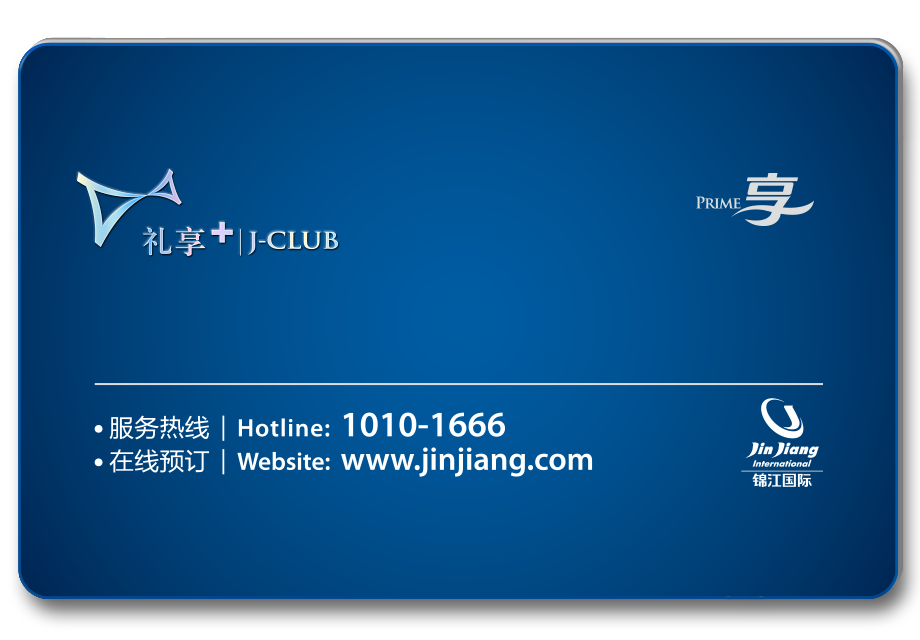 礼享+|J-CLUB
PRIME 享
• 服务热线 | Hotline: 1010-1666
• 在线预订 | Website: www.jinjiang.com
Jin Jiang
International
锦江国际